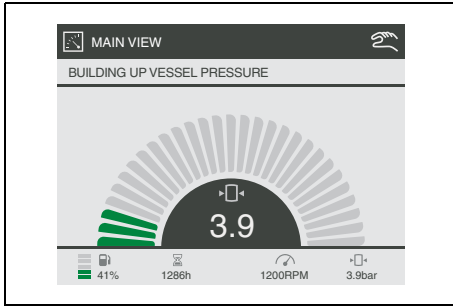 MAIN VIEW
BUILDING UP VESSEL PRESSURE
3.9
41% 1286h 1200RPM 3.9bar